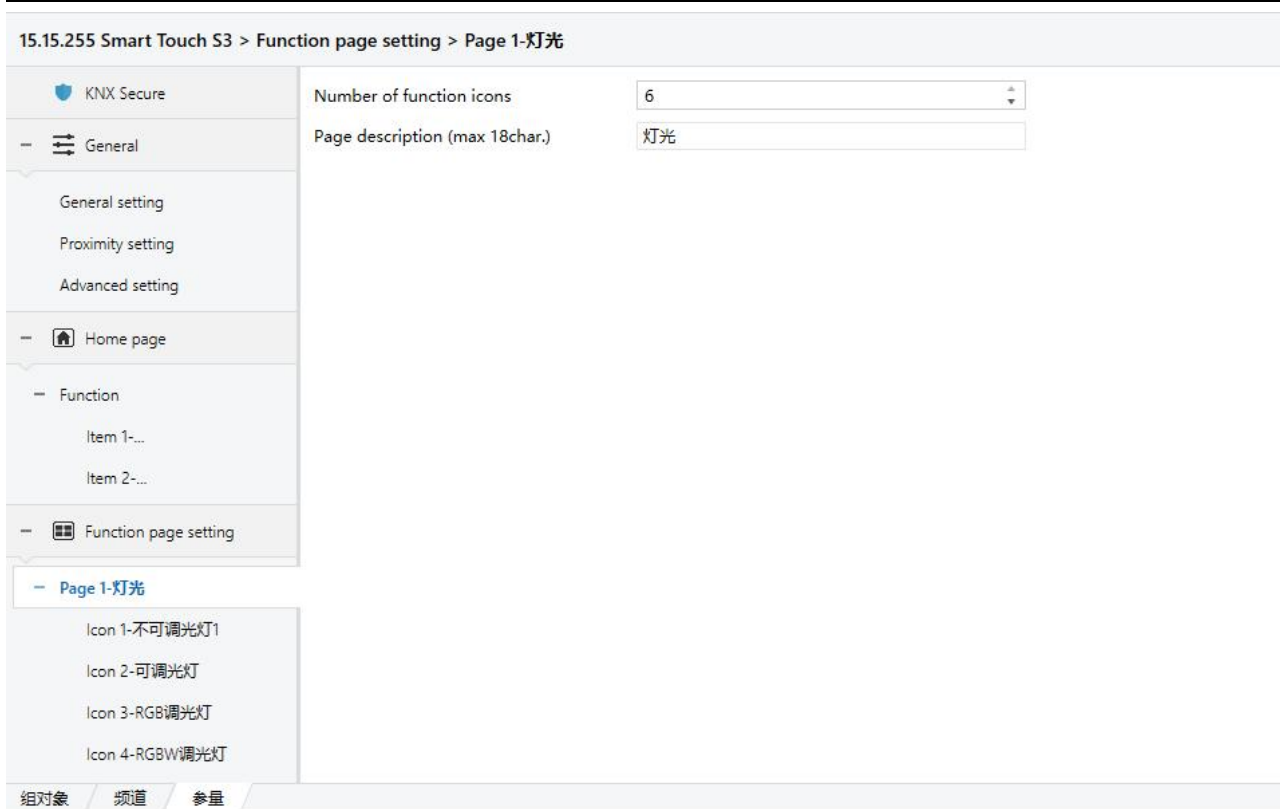 15.15.255 Smart Touch S3 > Function page setting > Page 1-灯光
KNX Secure
General
General setting
Proximity setting
Advanced setting
Home page
Function
Item 1-...
Item 2-...
Function page setting
Page 1-灯光
Icon 1-不可调光灯1
Icon 2-可调光灯
Icon 3-RGB调光灯
Icon 4-RGBW调光灯
Number of function icons 6
Page description (max 18char.) 灯光
组对象 频道 参量